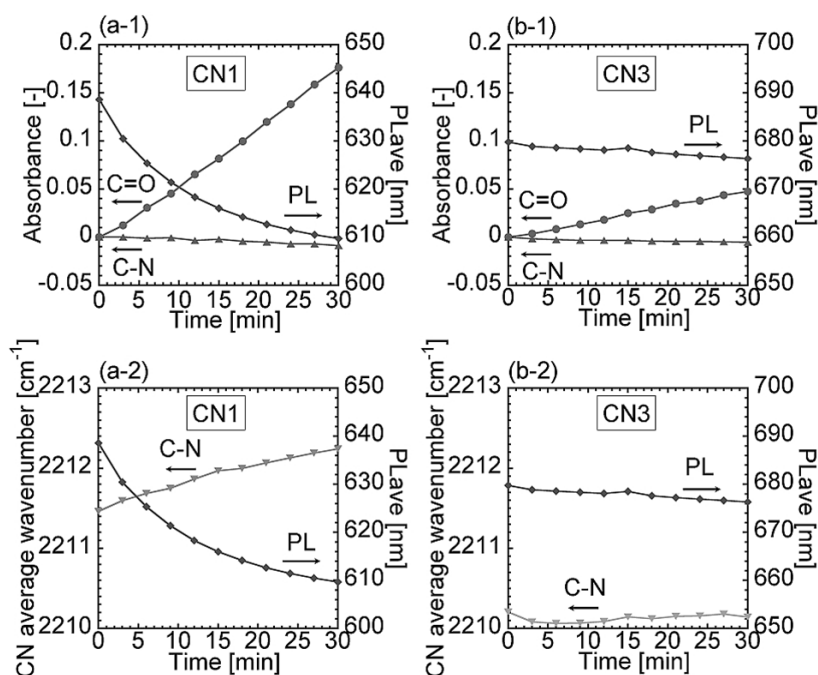 (a-1)
CN1
0.2
0.15
0.1
0.05
0
-0.05
Absorbance [-]
650
640
630
620
610
600
PLave [nm]
C=O
PL
C-N
0 5 10 15 20 25 30
Time [min]
(b-1)
CN3
0.2
0.15
0.1
0.05
0
-0.05
Absorbance [-]
700
690
680
670
660
650
PLave [nm]
PL
C=O
C-N
0 5 10 15 20 25 30
Time [min]
(a-2)
CN1
2213
2212
2211
2210
CN average wavenumber [cm-1]
650
640
630
620
610
600
PLave [nm]
C-N
PL
0 5 10 15 20 25 30
Time [min]
(b-2)
CN3
2213
2212
2211
2210
CN average wavenumber [cm-1]
700
690
680
670
660
650
PLave [nm]
PL
C-N
0 5 10 15 20 25 30
Time [min]